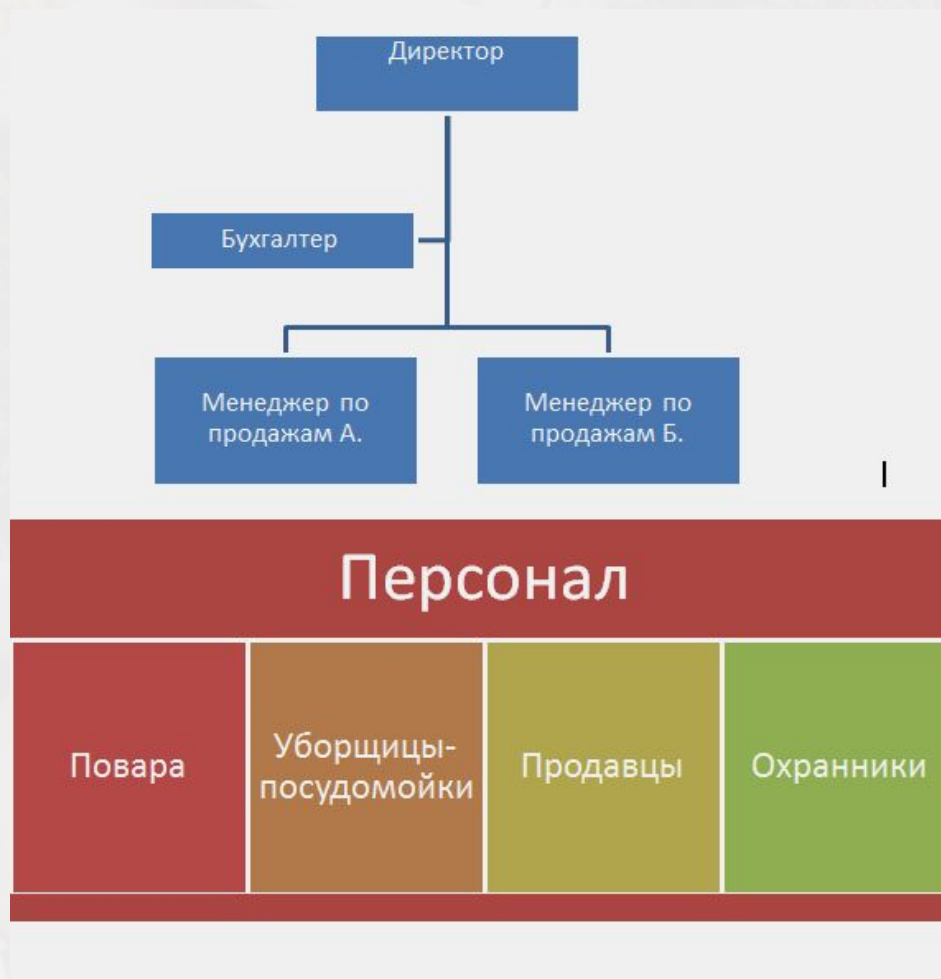 Директор
Бухгалтер
Менеджер по
продажам А.
Менеджер по
продажам Б.
Персонал
Повара
Уборщицы-
посудомойки
Продавцы
Охранники